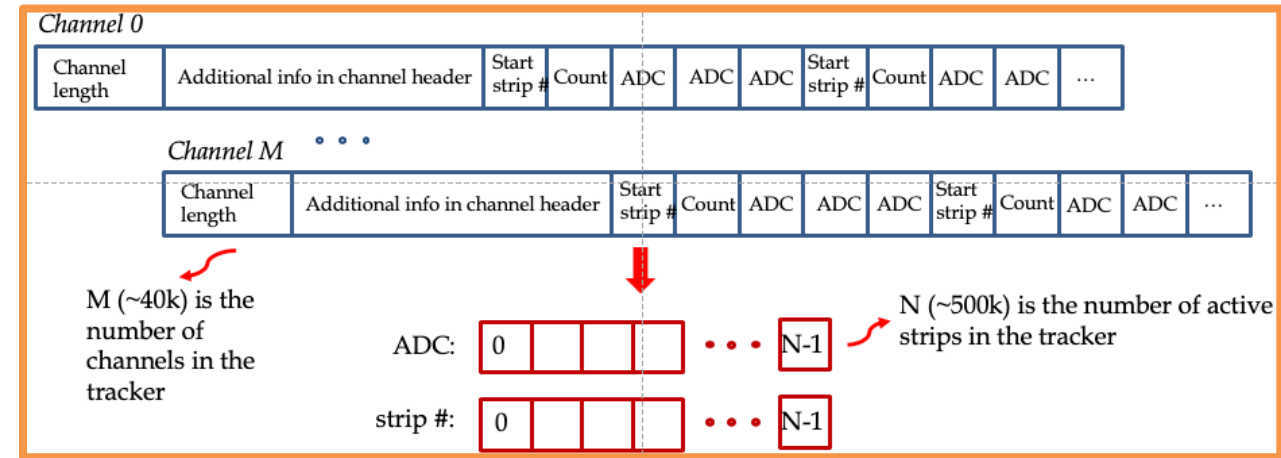 Channel 0
Channel length
Additional info in channel header
Start strip #
Count
ADC
ADC
ADC
Start strip #
Count
ADC
ADC
...
Channel M
Channel length
Additional info in channel header
Start strip #
Count
ADC
ADC
ADC
Start strip #
Count
ADC
ADC
...
M (~40k) is the
number of
channels in the
tracker
N (~500k) is the number of active
strips in the tracker
ADC: 0 N-1
strip #: 0 N-1